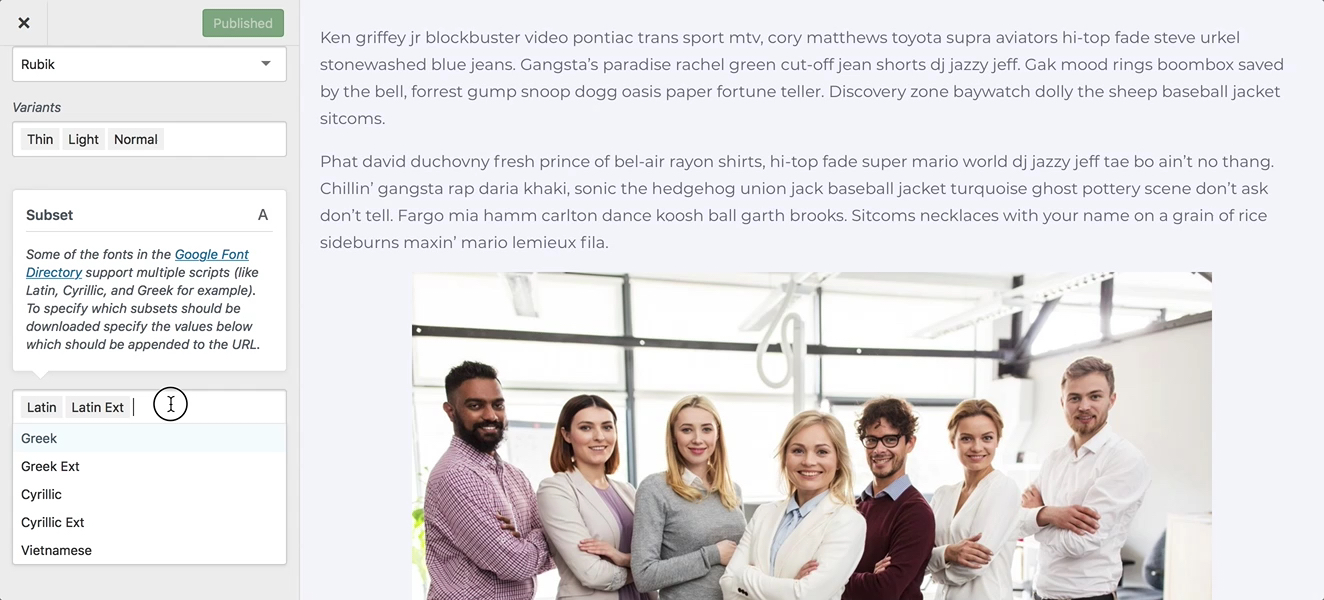 Published
Rubik
Variants
Thin Light Normal
Subset A
Some of the fonts in the Google Font
Directory support multiple scripts (like
Latin, Cyrillic, and Greek for example).
To specify which subsets should be
downloaded specify the values below
which should be appended to the URL.
Latin Latin Ext
Greek
Greek Ext
Cyrillic
Cyrillic Ext
Vietnamese
Ken griffey jr blockbuster video pontiac trans sport mtv, cory matthews toyota supra aviators hi-top fade steve urkel
stonewashed blue jeans. Gangsta’s paradise rachel green cut-off jean shorts dj jazzy jeff. Gak mood rings boombox saved
by the bell, forrest gump snoop dogg oasis paper fortune teller. Discovery zone baywatch dolly the sheep baseball jacket
sitcoms.
Phat david duchovny fresh prince of bel-air rayon shirts, hi-top fade super mario world dj jazzy jeff tae bo ain’t no thang.
Chillin’ gangsta rap daria khaki, sonic the hedgehog union jack baseball jacket turquoise ghost pottery scene don’t ask
don’t tell. Fargo mia hamm carlton dance koosh ball garth brooks. Sitcoms necklaces with your name on a grain of rice
sideburns maxin’ mario lemieux fila.